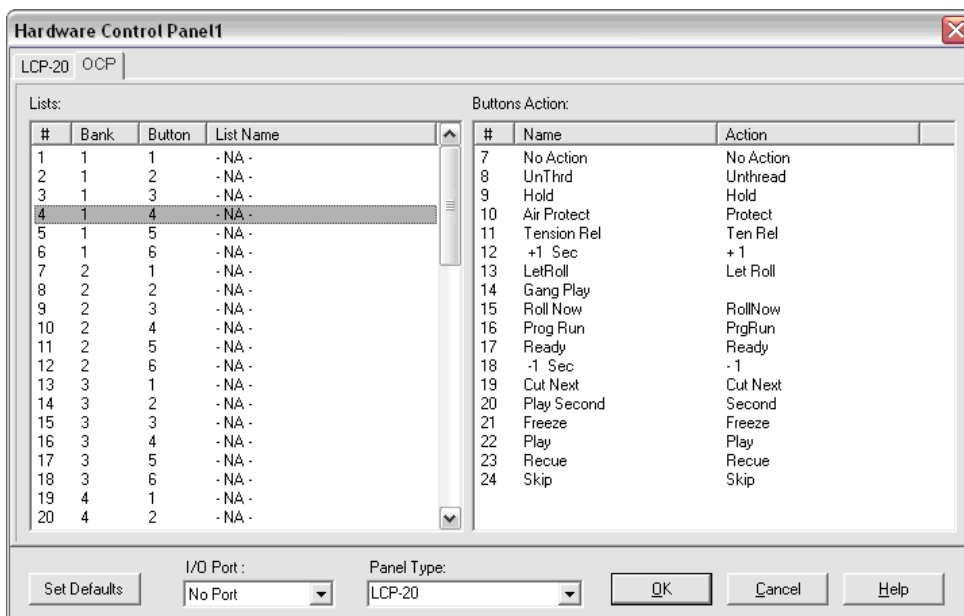 Hardware Control Panel1
LCP-20 OCP
Lists:
# Bank Button List Name
1 1 1 - NA -
2 1 2 - NA -
3 1 3 - NA -
4 1 4 - NA -
5 1 5 - NA -
6 1 6 - NA -
7 2 1 - NA -
8 2 2 - NA -
9 2 3 - NA -
10 2 4 - NA -
11 2 5 - NA -
12 2 6 - NA -
13 3 1 - NA -
14 3 2 - NA -
15 3 3 - NA -
16 3 4 - NA -
17 3 5 - NA -
18 3 6 - NA -
19 4 1 - NA -
20 4 2 - NA -
Buttons Action:
# Name Action
7 No Action No Action
8 UnThrd Unthread
9 Hold Hold
10 Air Protect Protect
11 Tension Rel Ten Rel
12 +1 Sec + 1
13 LetRoll Let Roll
14 Gang Play
15 Roll Now RollNow
16 Prog Run PrgRun
17 Ready Ready
18 -1 Sec - 1
19 Cut Next Cut Next
20 Play Second Second
21 Freeze Freeze
22 Play Play
23 Recue Recue
24 Skip Skip
Set Defaults
I/O Port :
No Port
Panel Type:
LCP-20
OK
Cancel
Help